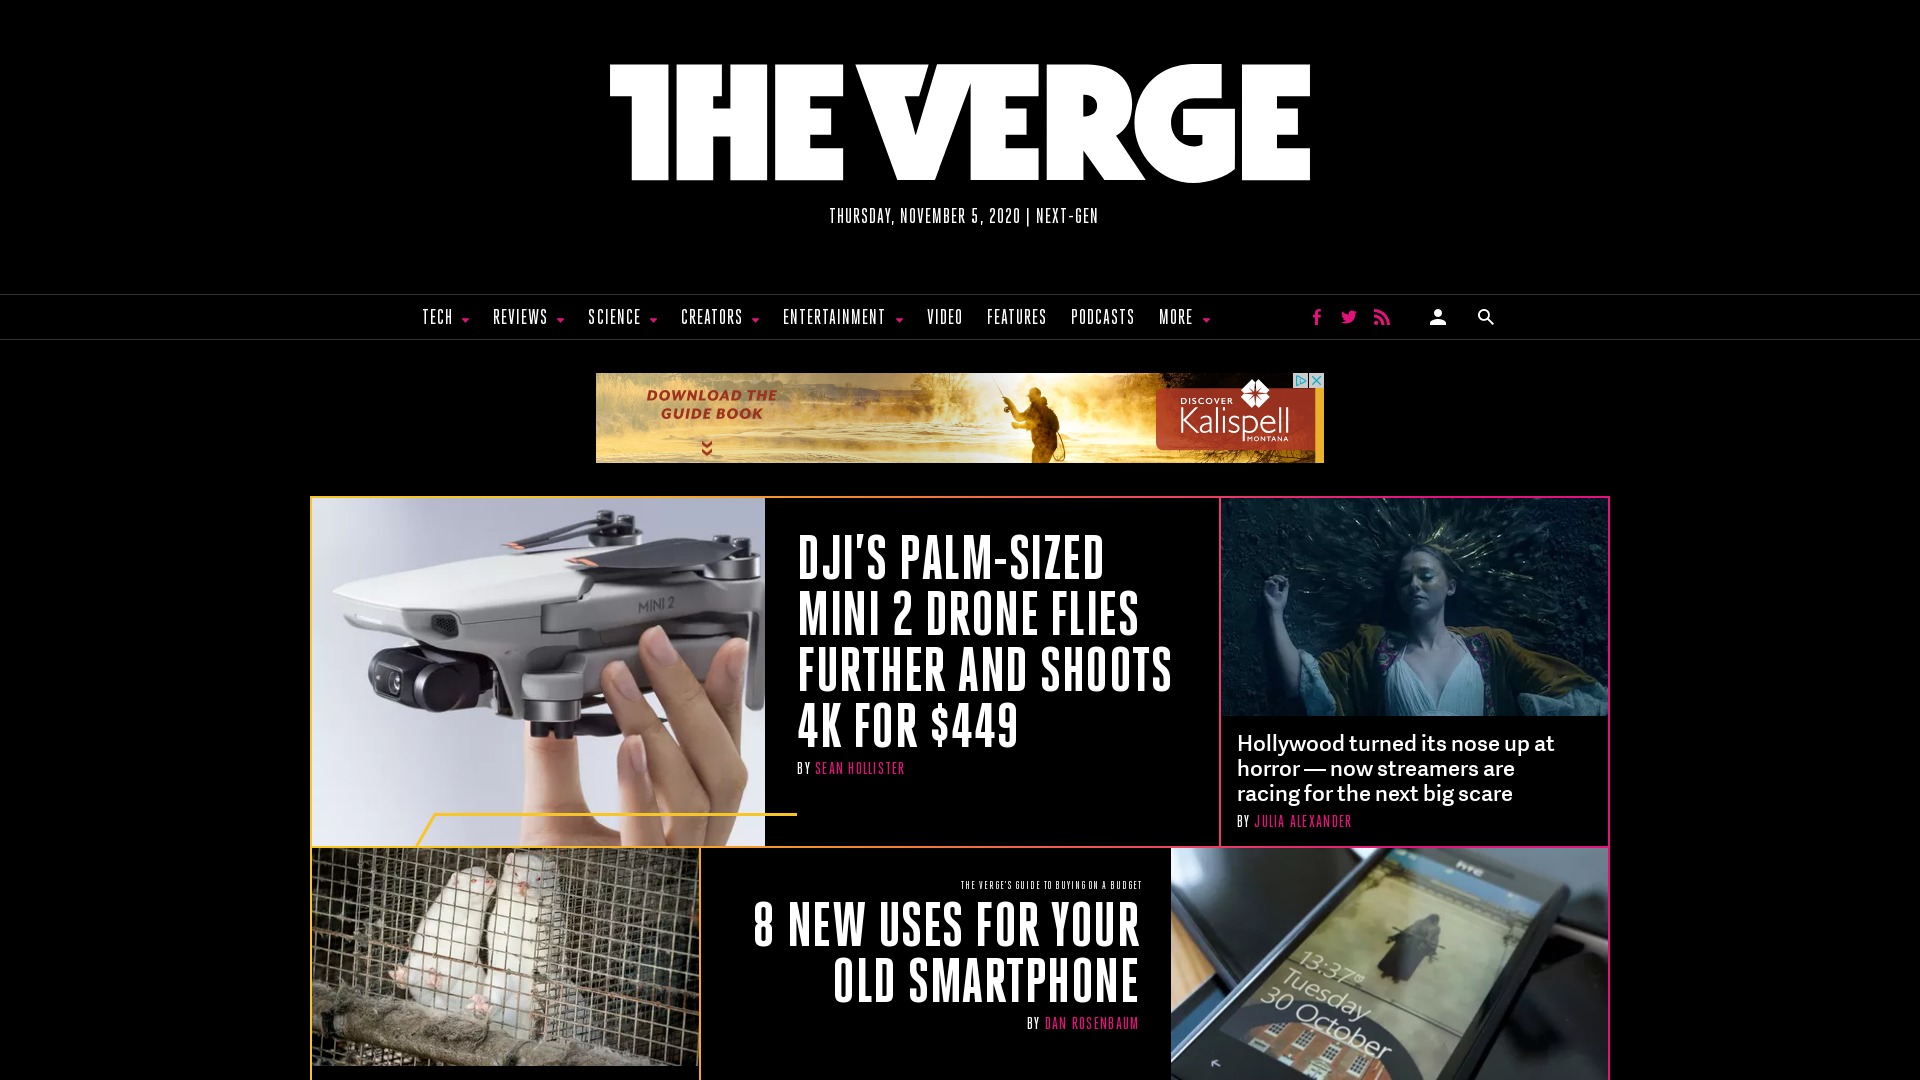 THE VERGE
THURSDAY, NOVEMBER 5, 2020 | NEXT-GEN
TECH REVIEWS SCIENCE CREATORS ENTERTAINMENT VIDEO FEATURES PODCASTS MORE
DOWNLOAD THE
GUIDE BOOK
DISCOVER
Kalispell
MONTANA
MINI 2
DJI'S PALM-SIZED
MINI 2 DRONE FLIES
FURTHER AND SHOOTS
4K FOR $449
BY SEAN HOLLISTER
Hollywood turned its nose up at
horror — now streamers are
racing for the next big scare
BY JULIA ALEXANDER
THE VERGE'S GUIDE TO BUYING ON A BUDGET
8 NEW USES FOR YOUR
OLD SMARTPHONE
BY DAN ROSENBAUM
hTC
13:37
Tuesday
30 October